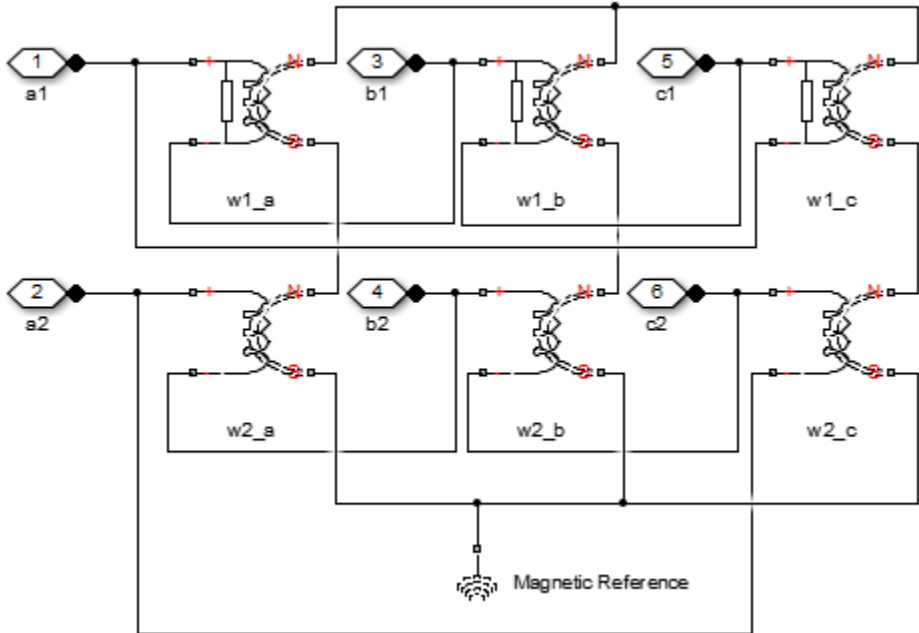 1 3 5
a1 b1 c1
+ N + N + N
- S - S - S
w1_a w1_b w1_c
2 4 6
a2 b2 c2
+ N + N + N
- S - S - S
w2_a w2_b w2_c
Magnetic Reference